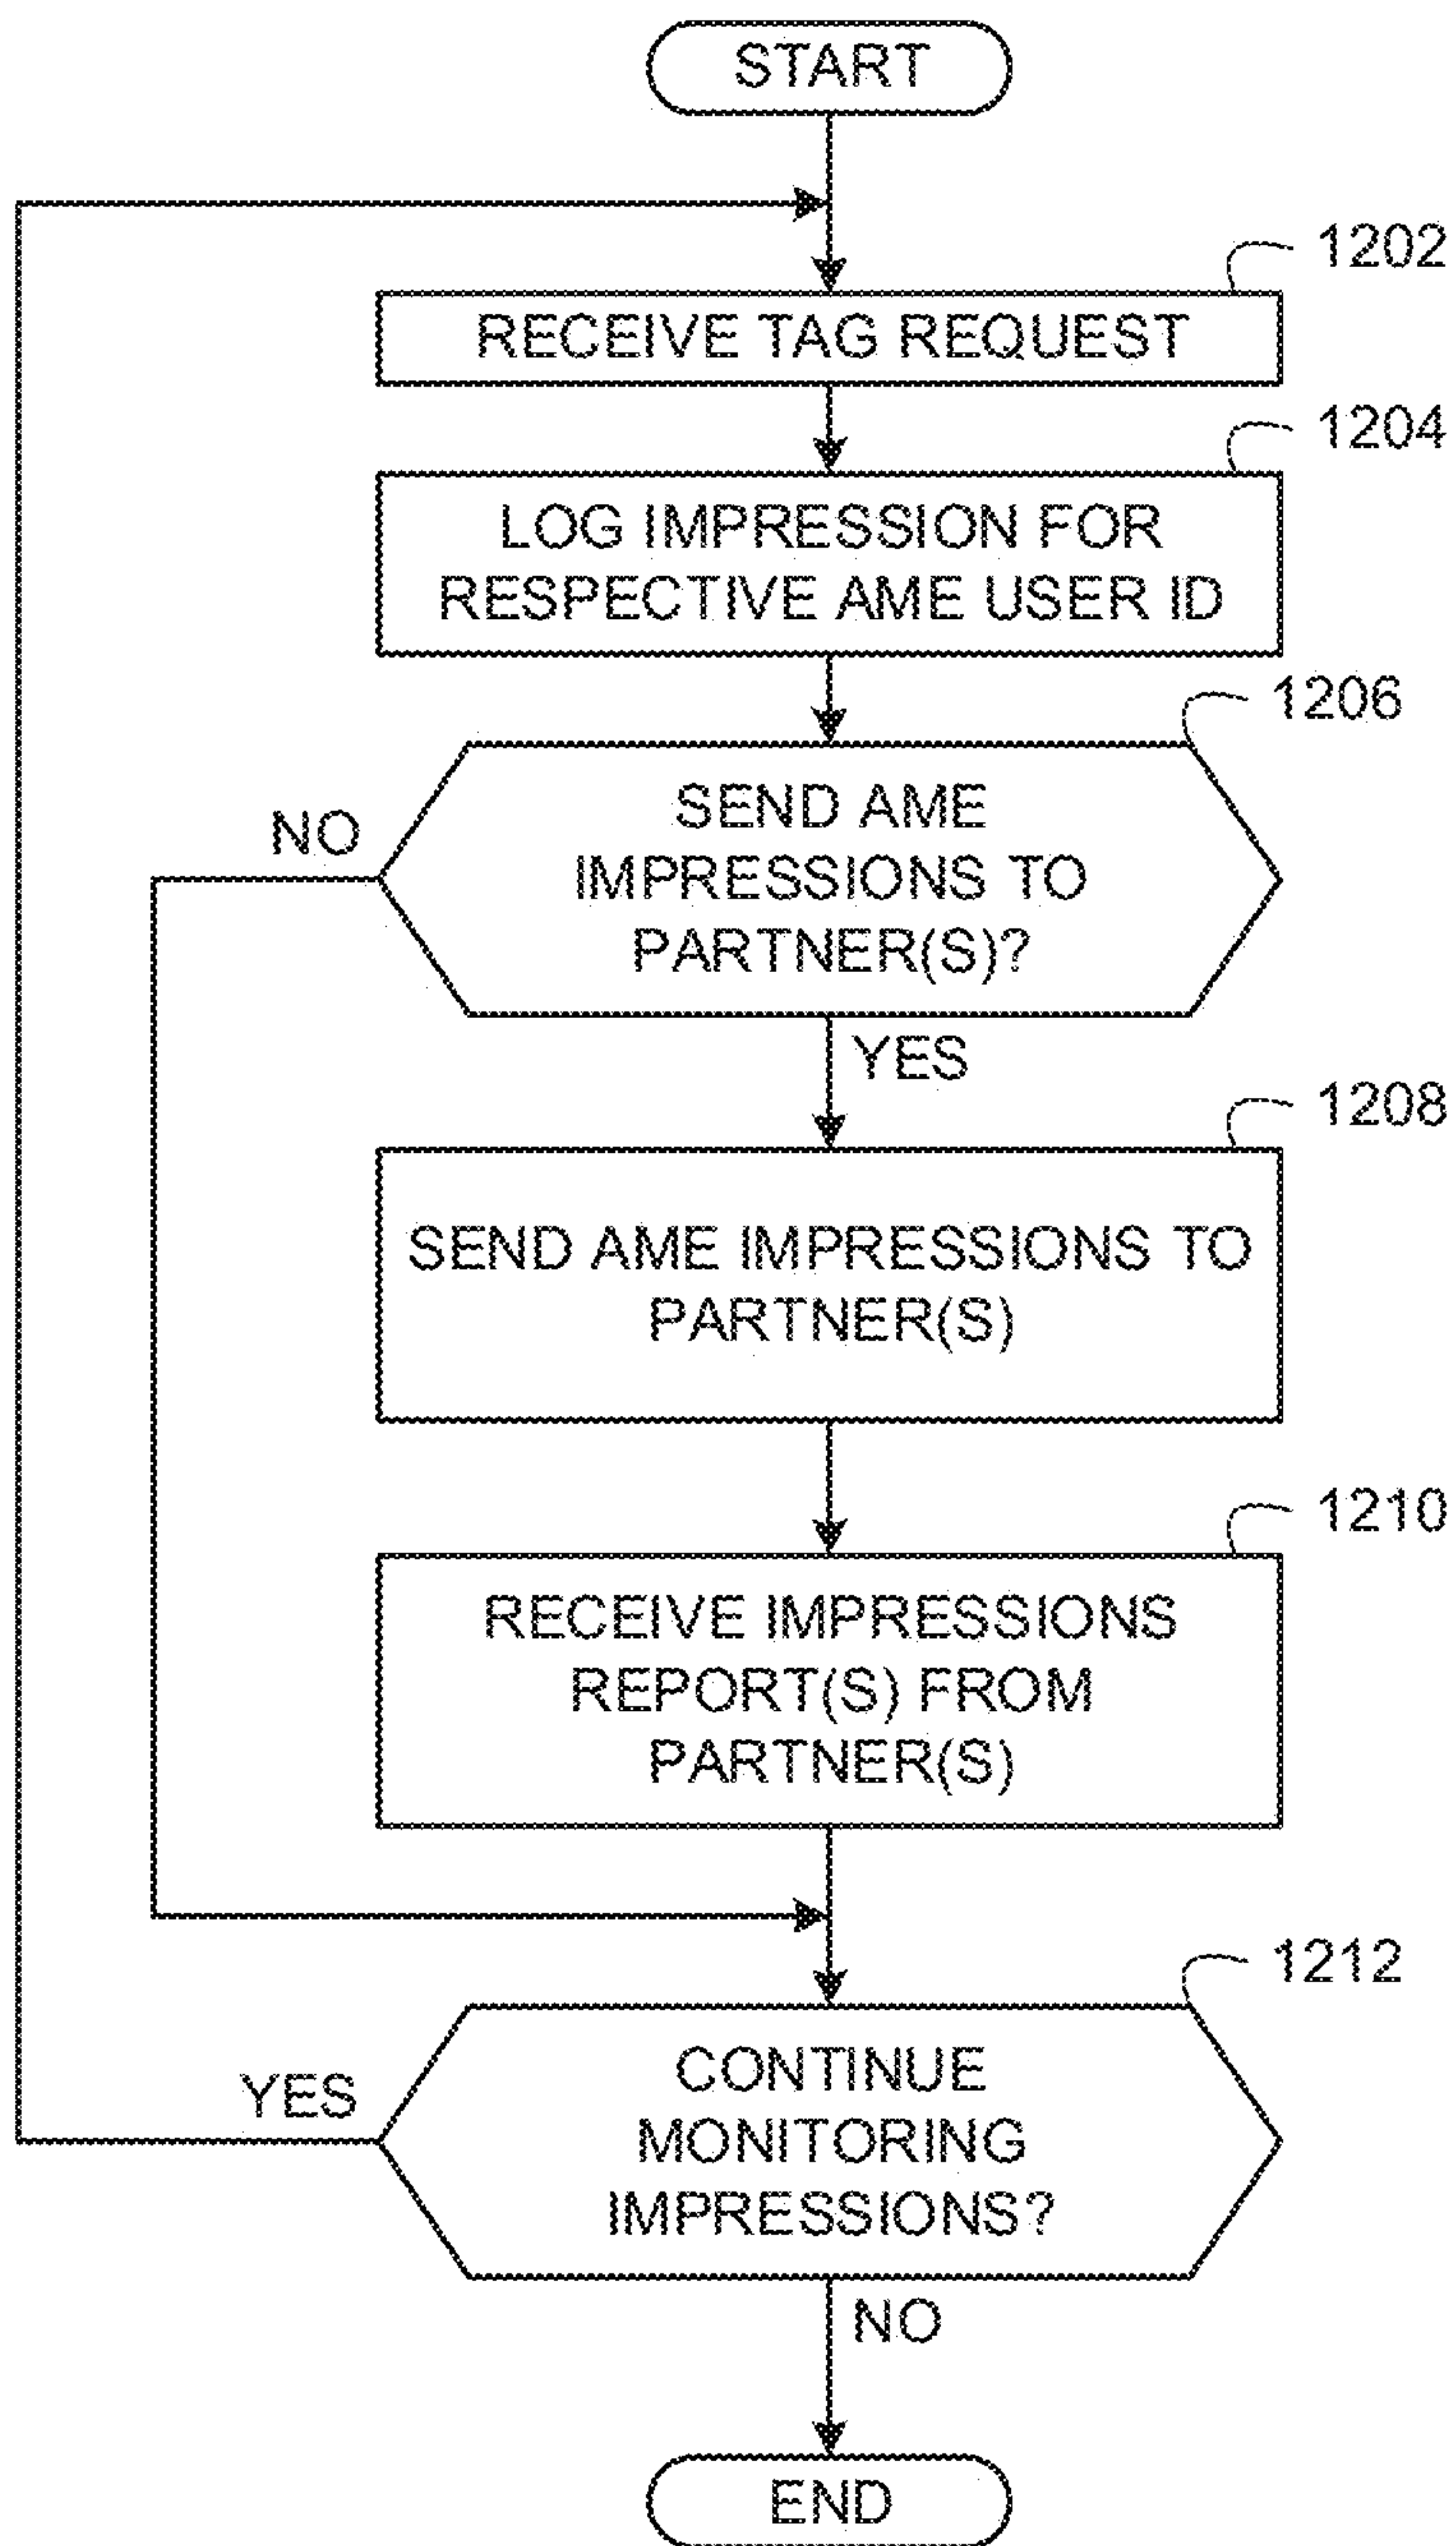 START
1202
RECEIVE TAG REQUEST
1204
LOG IMPRESSION FOR
RESPECTIVE AME USER ID
1206
SEND AME
IMPRESSIONS TO
PARTNER(S)?
NO
YES
1208
SEND AME IMPRESSIONS TO
PARTNER(S)
1210
RECEIVE IMPRESSIONS
REPORT(S) FROM
PARTNER(S)
1212
CONTINUE
MONITORING
IMPRESSIONS?
YES
NO
END